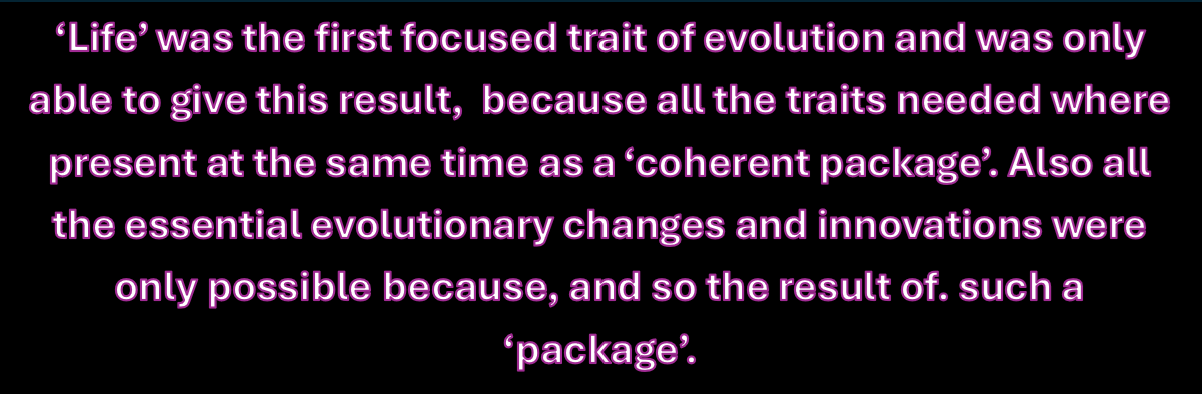 ‘Life’ was the first focused trait of evolution and was only
able to give this result,  because all the traits needed where
present at the same time as a ‘coherent package’. Also all
the essential evolutionary changes and innovations were
only possible because, and so the result of. such a
‘package’.